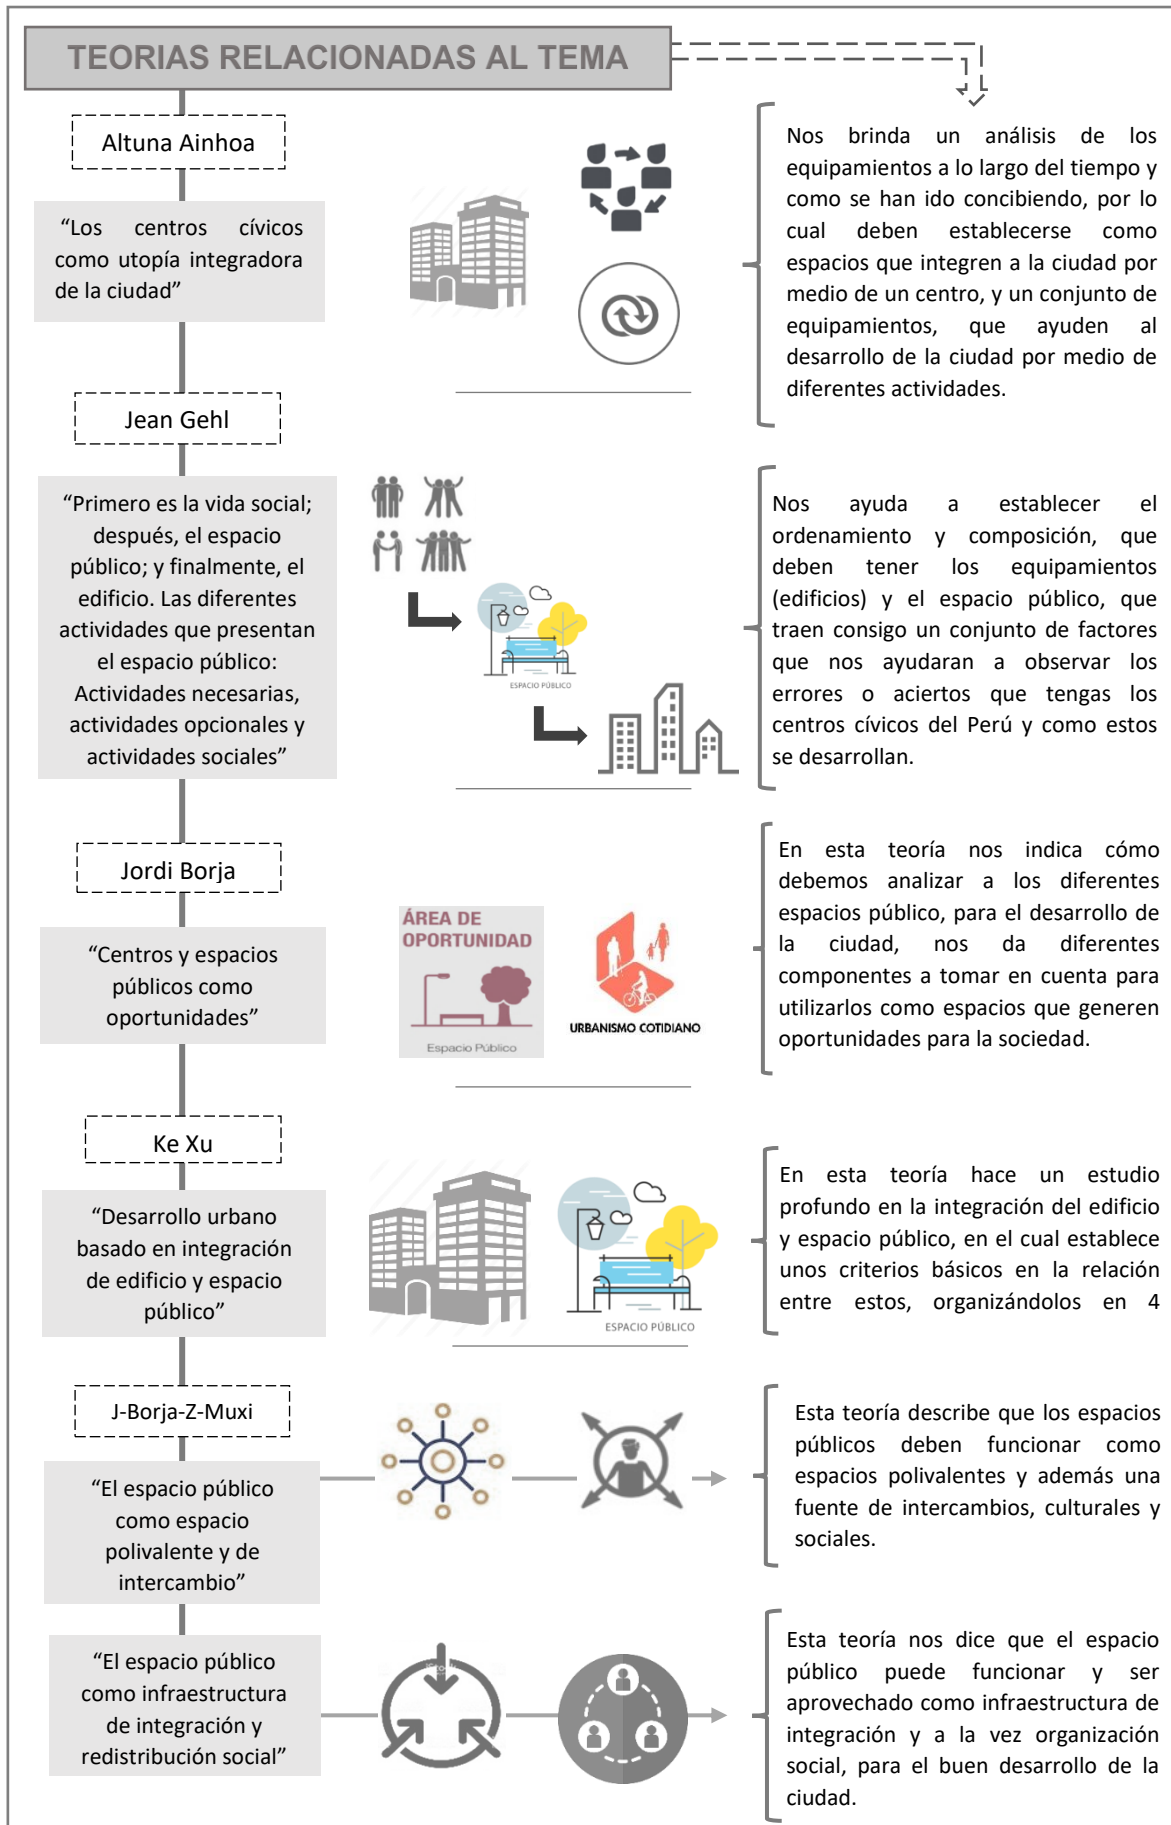 TEORIAS RELACIONADAS AL TEMA
Altuna Ainhoa
“Los centros cívicos
como utopía integradora
de la ciudad”
Nos brinda un análisis de los
equipamientos a lo largo del tiempo y
como se han ido concibiendo, por lo
cual deben establecerse como
espacios que integren a la ciudad por
medio de un centro, y un conjunto de
equipamientos, que ayuden al
desarrollo de la ciudad por medio de
diferentes actividades.
Jean Gehl
“Primero es la vida social;
después, el espacio
público; y finalmente, el
edificio. Las diferentes
actividades que presentan
el espacio público:
Actividades necesarias,
actividades opcionales y
actividades sociales”
ESPACIO PÚBLICO
Nos ayuda a establecer el
ordenamiento y composición, que
deben tener los equipamientos
(edificios) y el espacio público, que
traen consigo un conjunto de factores
que nos ayudaran a observar los
errores o aciertos que tengas los
centros cívicos del Perú y como estos
se desarrollan.
Jordi Borja
“Centros y espacios
públicos como
oportunidades”
ÁREA DE
OPORTUNIDAD
Espacio Público
URBANISMO COTIDIANO
En esta teoría nos indica cómo
debemos analizar a los diferentes
espacios público, para el desarrollo de
la ciudad, nos da diferentes
componentes a tomar en cuenta para
utilizarlos como espacios que generen
oportunidades para la sociedad.
Ke Xu
“Desarrollo urbano
basado en integración
de edificio y espacio
público”
ESPACIO PÚBLICO
En esta teoría hace un estudio
profundo en la integración del edificio
y espacio público, en el cual establece
unos criterios básicos en la relación
entre estos, organizándolos en 4
J-Borja-Z-Muxi
“El espacio público
como espacio
polivalente y de
intercambio”
Esta teoría describe que los espacios
públicos deben funcionar como
espacios polivalentes y además una
fuente de intercambios, culturales y
sociales.
“El espacio público
como infraestructura
de integración y
redistribución social”
Esta teoría nos dice que el espacio
público puede funcionar y ser
aprovechado como infraestructura de
integración y a la vez organización
social, para el buen desarrollo de la
ciudad.